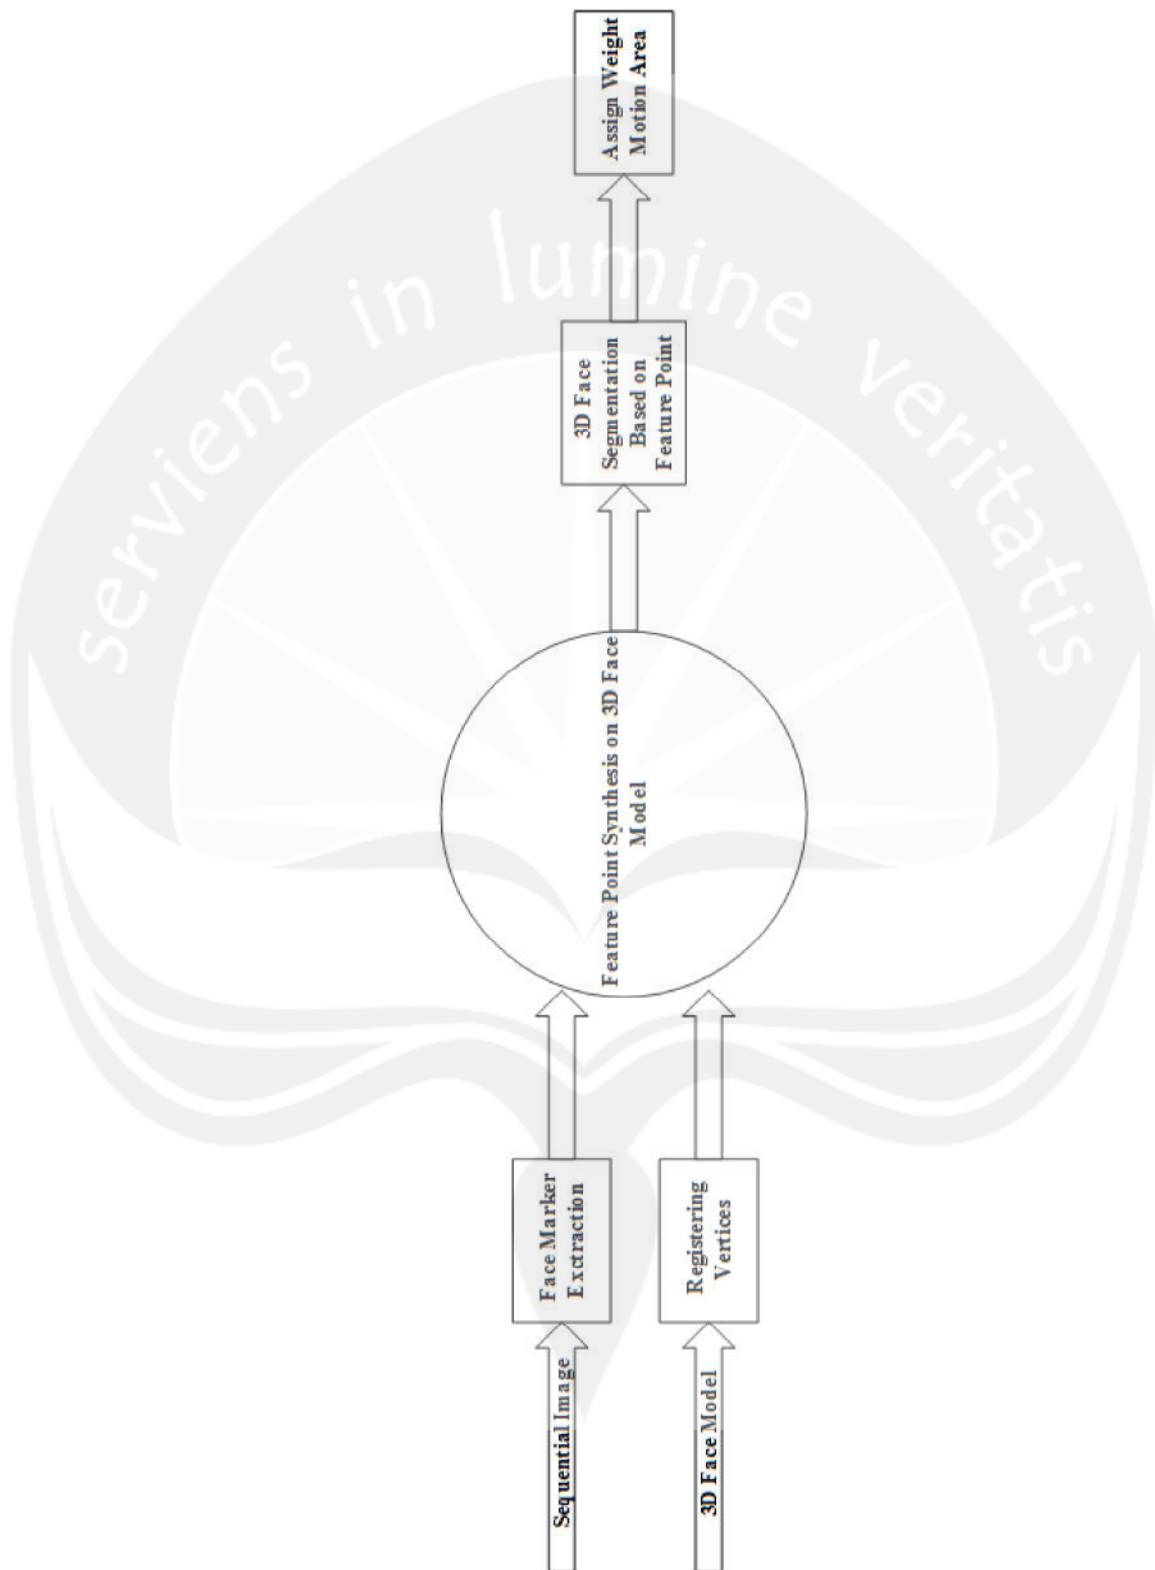 Sequential Image
Face Marker
Exctraction
3D Face Model
Registering
Vertices
Feature Point Synthesis on 3D Face
Model
3D Face
Segmentation
Based on
Feature Point
Assign Weight
Motion Area
serviens in lumine veritatis